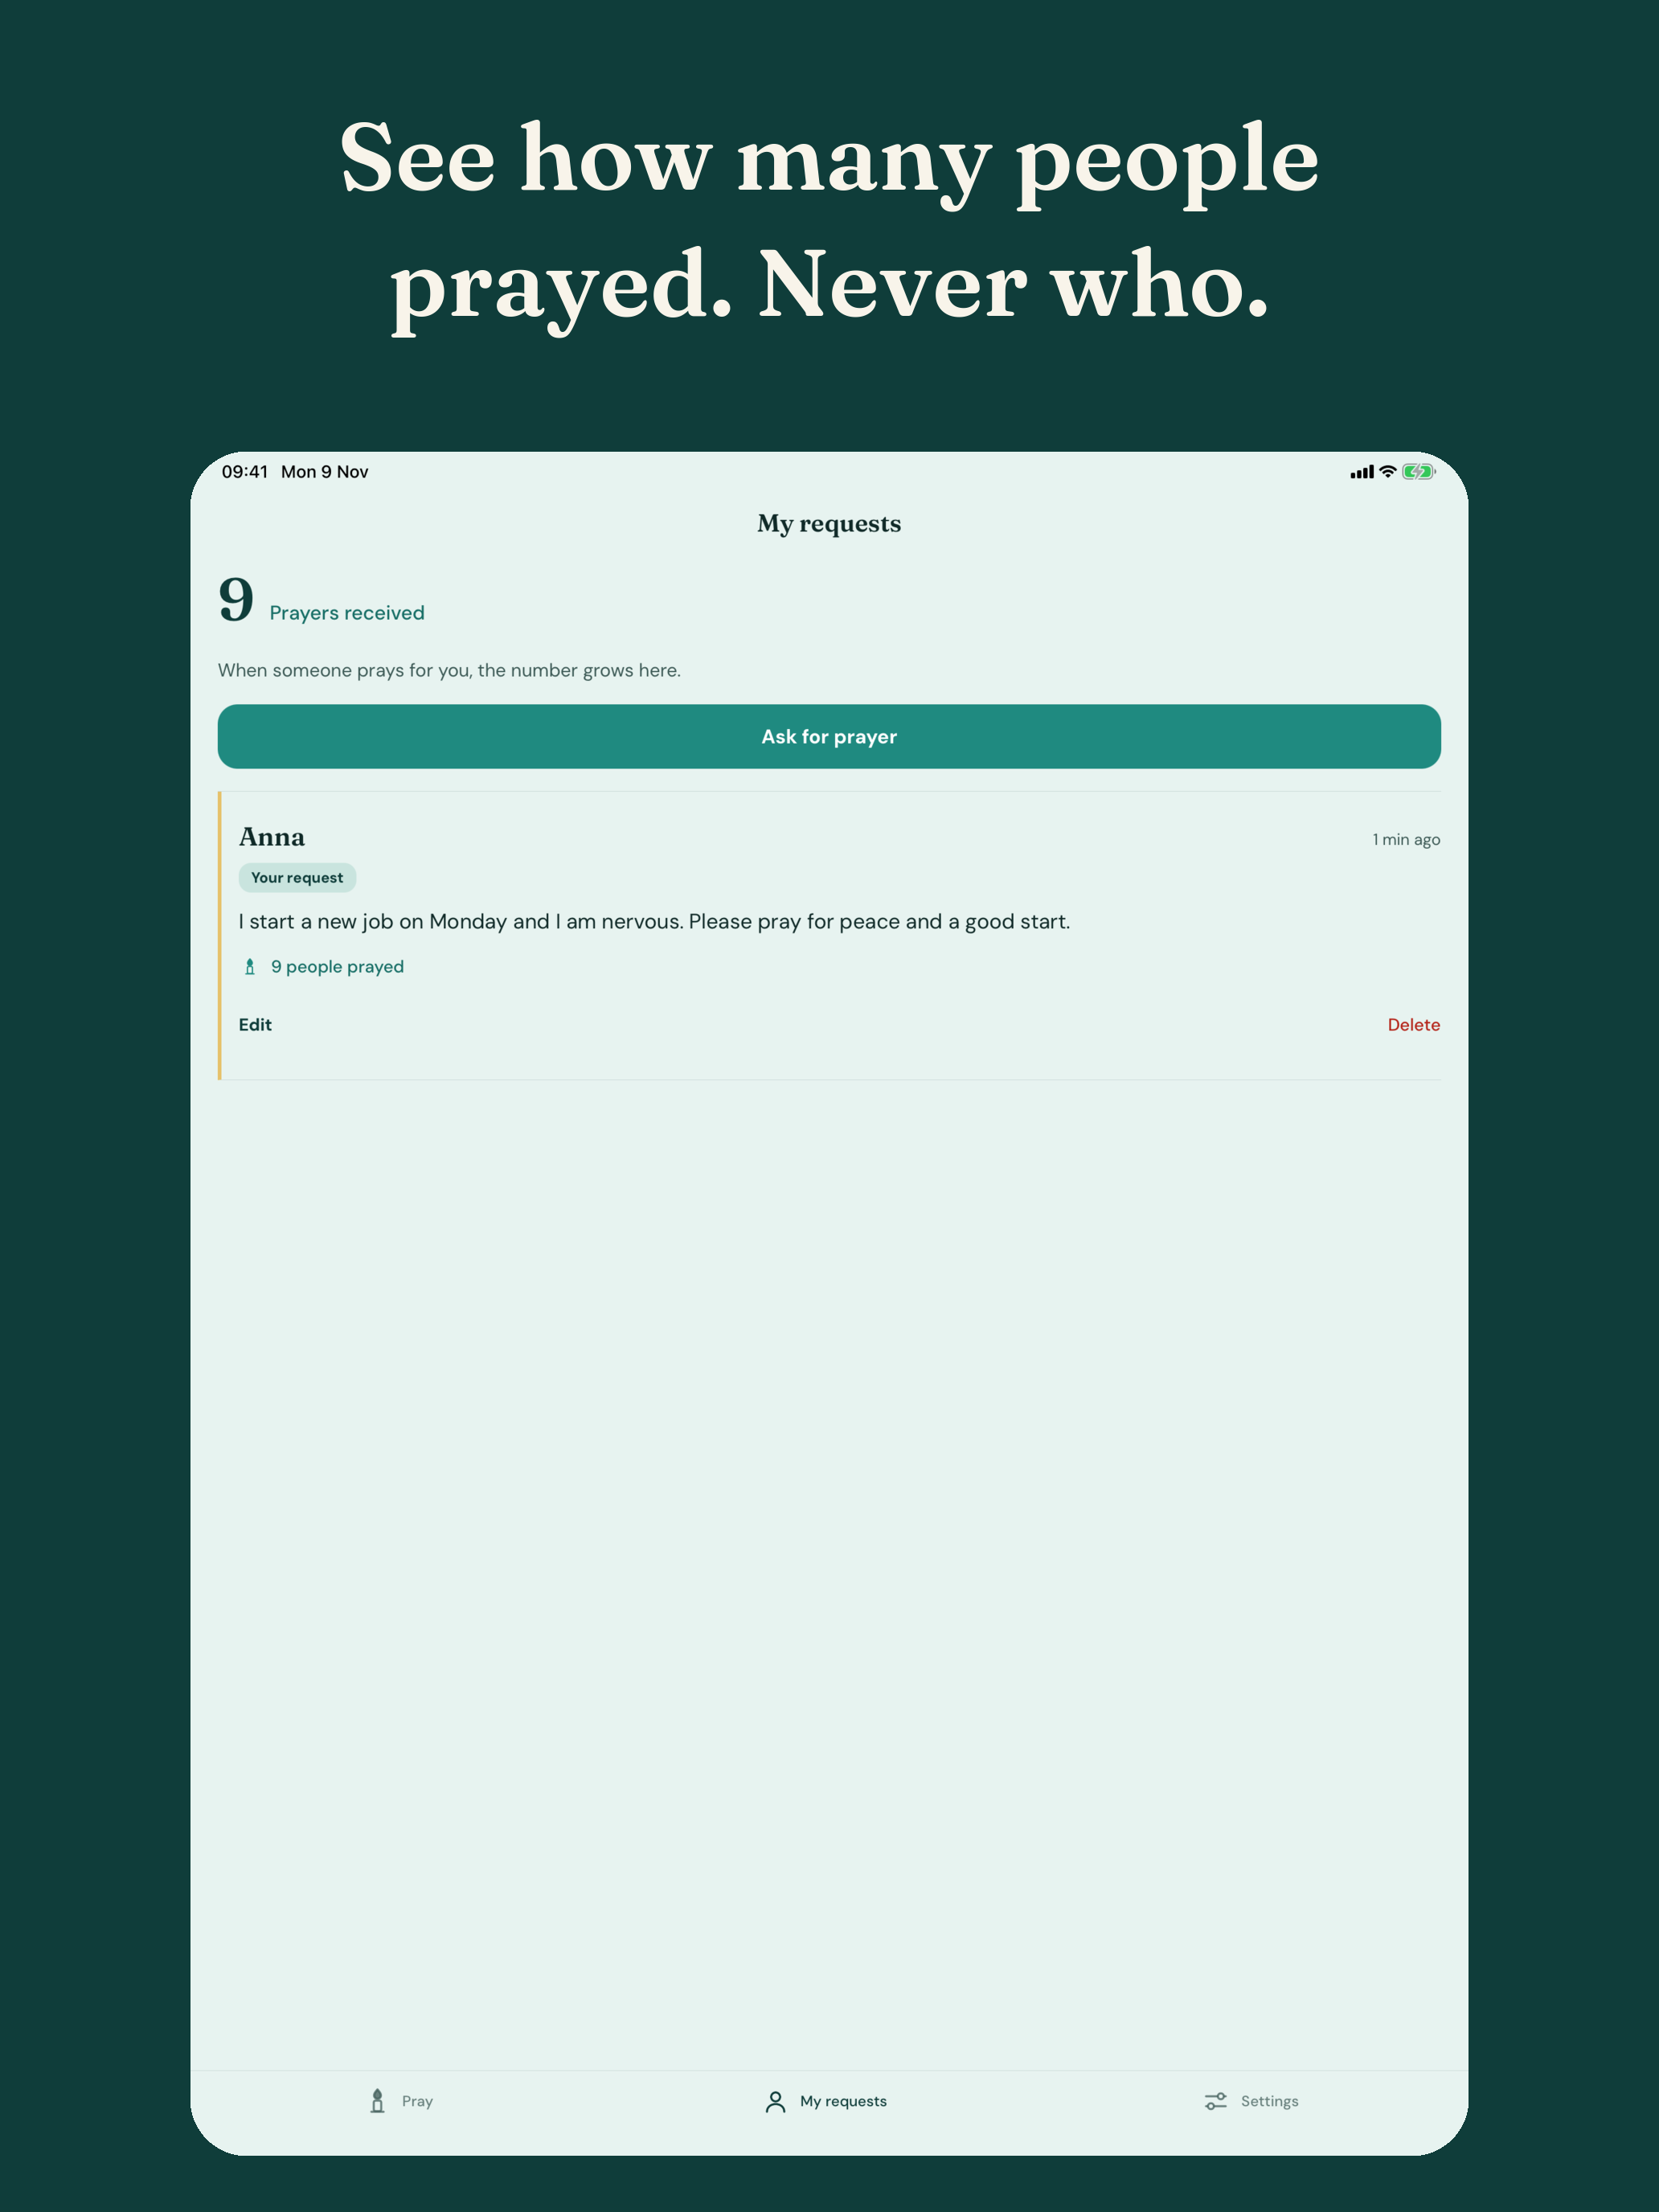 See how many people
prayed. Never who.
09:41 Mon 9 Nov
My requests
9 Prayers received
When someone prays for you, the number grows here.
Ask for prayer
Anna
1 min ago
Your request
I start a new job on Monday and I am nervous. Please pray for peace and a good start.
9 people prayed
Edit
Delete
Pray
My requests
Settings